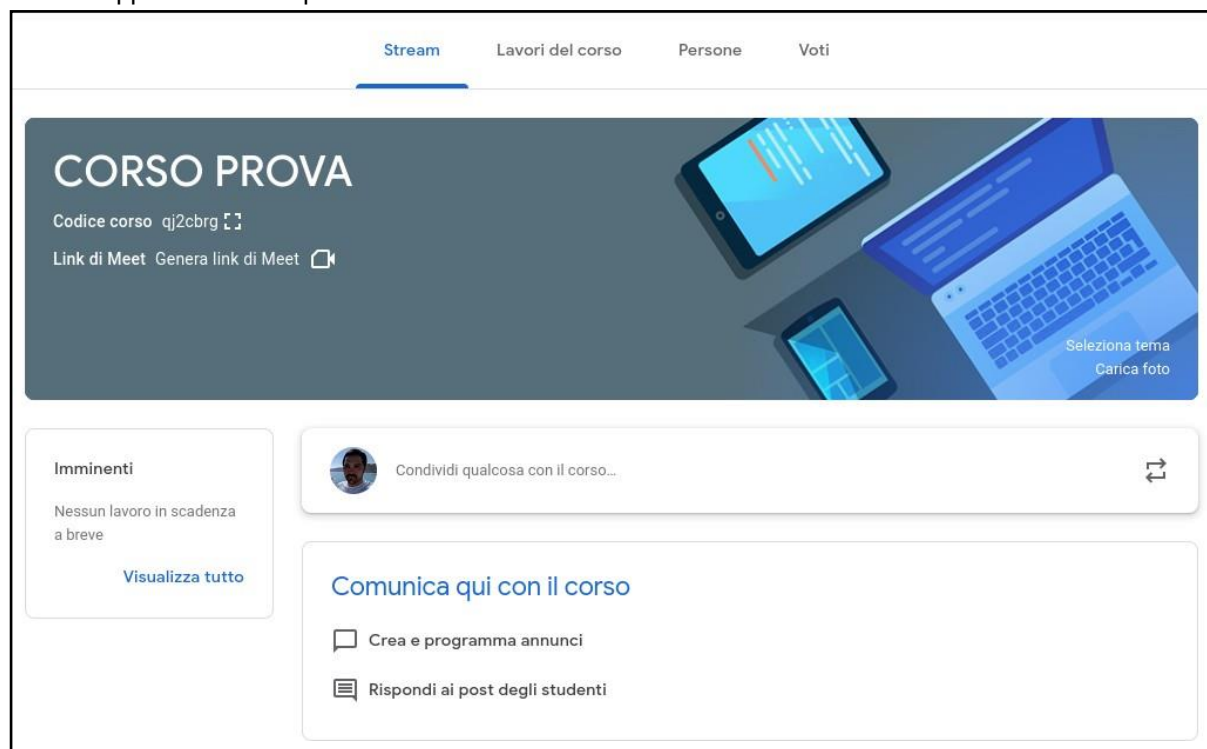 Stream Lavori del corso Persone Voti
CORSO PROVA
Codice corso qj2cbrg
Link di Meet Genera link di Meet
Seleziona tema
Carica foto
Imminenti
Nessun lavoro in scadenza
a breve
Visualizza tutto
Condividi qualcosa con il corso...
Comunica qui con il corso
Crea e programma annunci
Rispondi ai post degli studenti